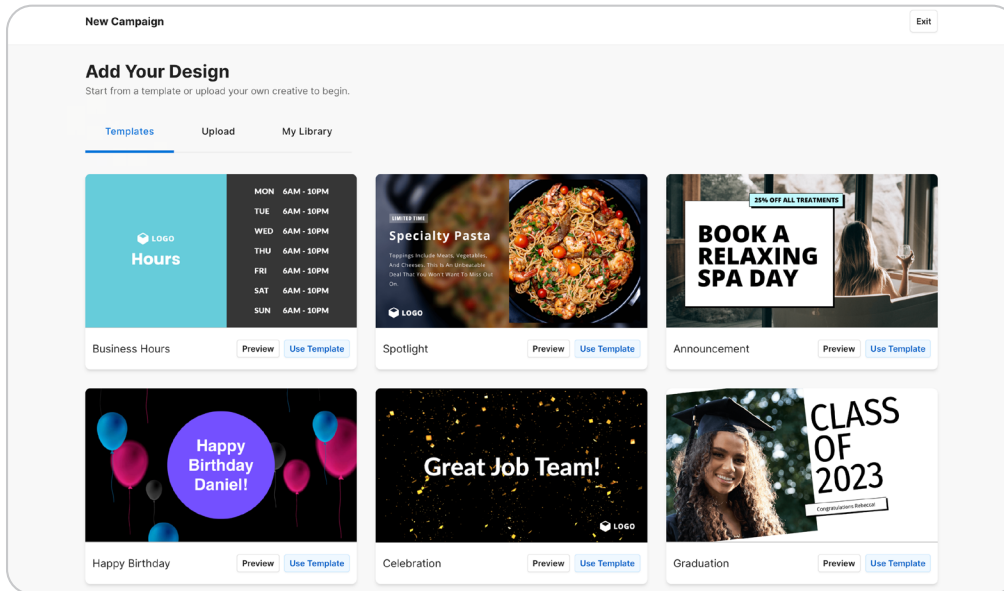 New Campaign
Exit
Add Your Design
Start from a template or upload your own creative to begin.
Templates
Upload
My Library
LOGO
Hours
MON 6AM - 10PM
TUE 6AM - 10PM
WED 6AM - 10PM
THU 6AM - 10PM
FRI 6AM - 10PM
SAT 6AM - 10PM
SUN 6AM - 10PM
LIMITED TIME
Specialty Pasta
Toppings Include Meats, Vegetables,
And Cheeses. This Is An Unbeatable
Deal That You Won't Want To Miss Out
On.
LOGO
25% OFF ALL TREATMENTS
BOOK A
RELAXING
SPA DAY
Business Hours
Preview
Use Template
Spotlight
Preview
Use Template
Announcement
Preview
Use Template
Happy
Birthday
Daniel!
Great Job Team!
LOGO
CLASS
OF
2023
Congratulations Rebecca!
Happy Birthday
Preview
Use Template
Celebration
Preview
Use Template
Graduation
Preview
Use Template